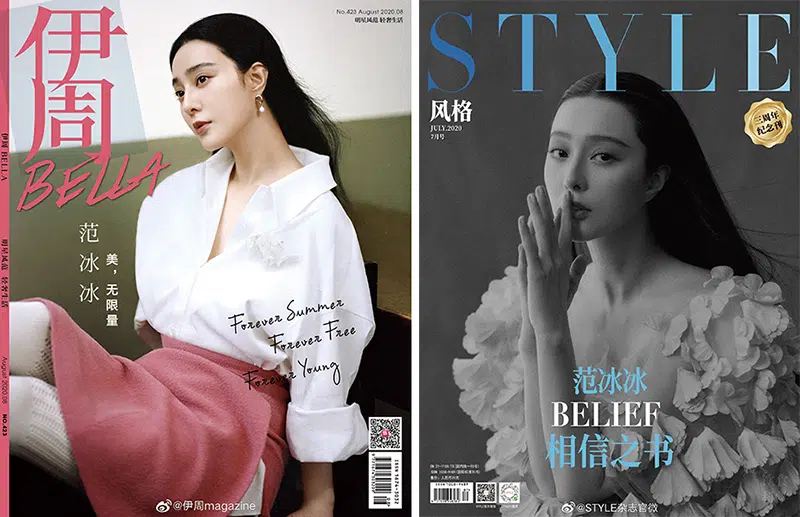 No.423 August 2020.08
明星风范 轻奢生活
伊周
BELLA
伊周 BELLA
明星风范 轻奢生活
August 2020.08
NO.423
范冰冰
美，无限量
Forever Summer
Forever Free
Forever Young
ISSN 1674-3032
@伊周magazine
STYLE
风格
JULY.2020
7月号
三周年
纪念刊
范冰冰
BELIEF
相信之书
@STYLE杂志官微